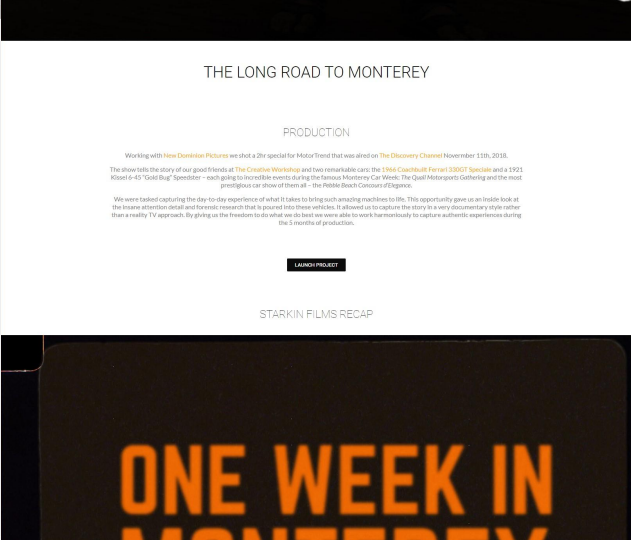 THE LONG ROAD TO MONTEREY
PRODUCTION
Working with New Dominion Pictures we shot a 2hr special for MotorTrend that was aired on The Discovery Channel Novermber 11th, 2018.
The show tells the story of our good friends at The Creative Workshop and two remarkable cars: the 1966 Coachbuilt Ferrari 330GT Speciale and a 1921
Kissel 6-45 “Gold Bug” Speedster – each going to incredible events during the famous Monterey Car Week: The Quail Motorsports Gathering and the most
prestigious car show of them all – the Pebble Beach Concours d'Elegance.
We were tasked capturing the day-to-day experience of what it takes to bring such amazing machines to life. This opportunity gave us an inside look at
the insane attention detail and forensic research that is poured into these vehicles. It allowed us to capture the story in a very documentary style rather
than a reality TV approach. By giving us the freedom to do what we do best we were able to work harmoniously to capture authentic experiences during
the 5 months of production.
LAUNCH PROJECT
STARKIN FILMS RECAP
ONE WEEK IN
MONTEREY